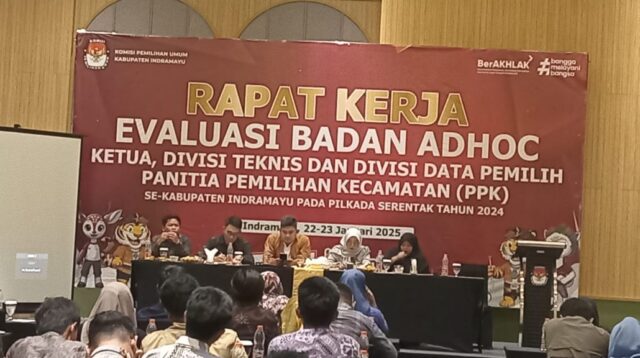 KOMISI PEMILIHAN UMUM
KABUPATEN INDRAMAYU
BerAKHLAK
#bangga
melayani
bangsa
RAPAT KERJA
EVALUASI BADAN ADHOC
KETUA, DIVISI TEKNIS DAN DIVISI DATA PEMILIH
PANITIA PEMILIHAN KECAMATAN (PPK)
SE-KABUPATEN INDRAMAYU PADA PILKADA SERENTAK TAHUN 2024
Indramayu, 22-23 Januari 2025
KPU